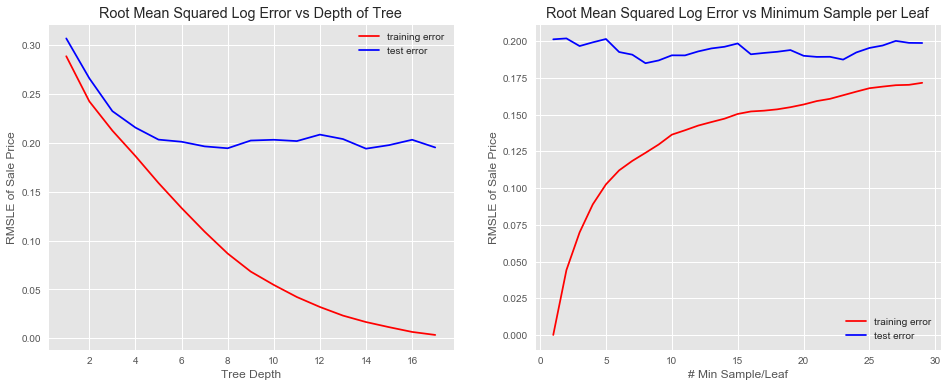 Root Mean Squared Log Error vs Depth of Tree
RMSLE of Sale Price
0.30
0.25
0.20
0.15
0.10
0.05
0.00
training error
test error
2 4 6 8 10 12 14 16
Tree Depth
Root Mean Squared Log Error vs Minimum Sample per Leaf
RMSLE of Sale Price
0.200
0.175
0.150
0.125
0.100
0.075
0.050
0.025
0.000
training error
test error
0 5 10 15 20 25 30
# Min Sample/Leaf